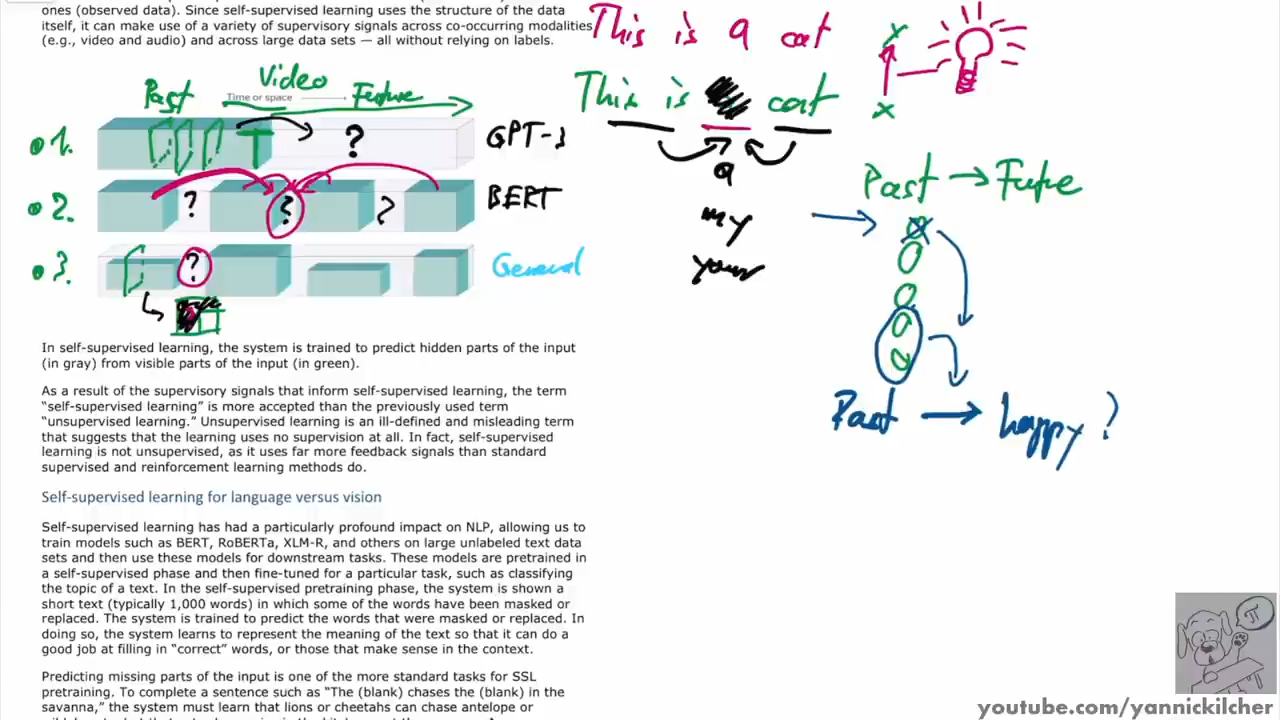 ones (observed data). Since self-supervised learning uses the structure of the data
itself, it can make use of a variety of supervisory signals across co-occurring modalities
(e.g., video and audio) and across large data sets — all without relying on labels.
This is a cat
Video
Past
Time or space
Future
This is cat
1.
?
GPT-3
a
2.
?
?
?
BERT
my
3.
?
General
your
x
x
Past → Future
Past → happy?
In self-supervised learning, the system is trained to predict hidden parts of the input
(in gray) from visible parts of the input (in green).
As a result of the supervisory signals that inform self-supervised learning, the term
“self-supervised learning” is more accepted than the previously used term
“unsupervised learning.” Unsupervised learning is an ill-defined and misleading term
that suggests that the learning uses no supervision at all. In fact, self-supervised
learning is not unsupervised, as it uses far more feedback signals than standard
supervised and reinforcement learning methods do.
Self-supervised learning for language versus vision
Self-supervised learning has had a particularly profound impact on NLP, allowing us to
train models such as BERT, RoBERTa, XLM-R, and others on large unlabeled text data
sets and then use these models for downstream tasks. These models are pretrained in
a self-supervised phase and then fine-tuned for a particular task, such as classifying
the topic of a text. In the self-supervised pretraining phase, the system is shown a
short text (typically 1,000 words) in which some of the words have been masked or
replaced. The system is trained to predict the words that were masked or replaced. In
doing so, the system learns to represent the meaning of the text so that it can do a
good job at filling in “correct” words, or those that make sense in the context.
Predicting missing parts of the input is one of the more standard tasks for SSL
pretraining. To complete a sentence such as “The (blank) chases the (blank) in the
savanna,” the system must learn that lions or cheetahs can chase antelope or
π
youtube.com/yannickilcher